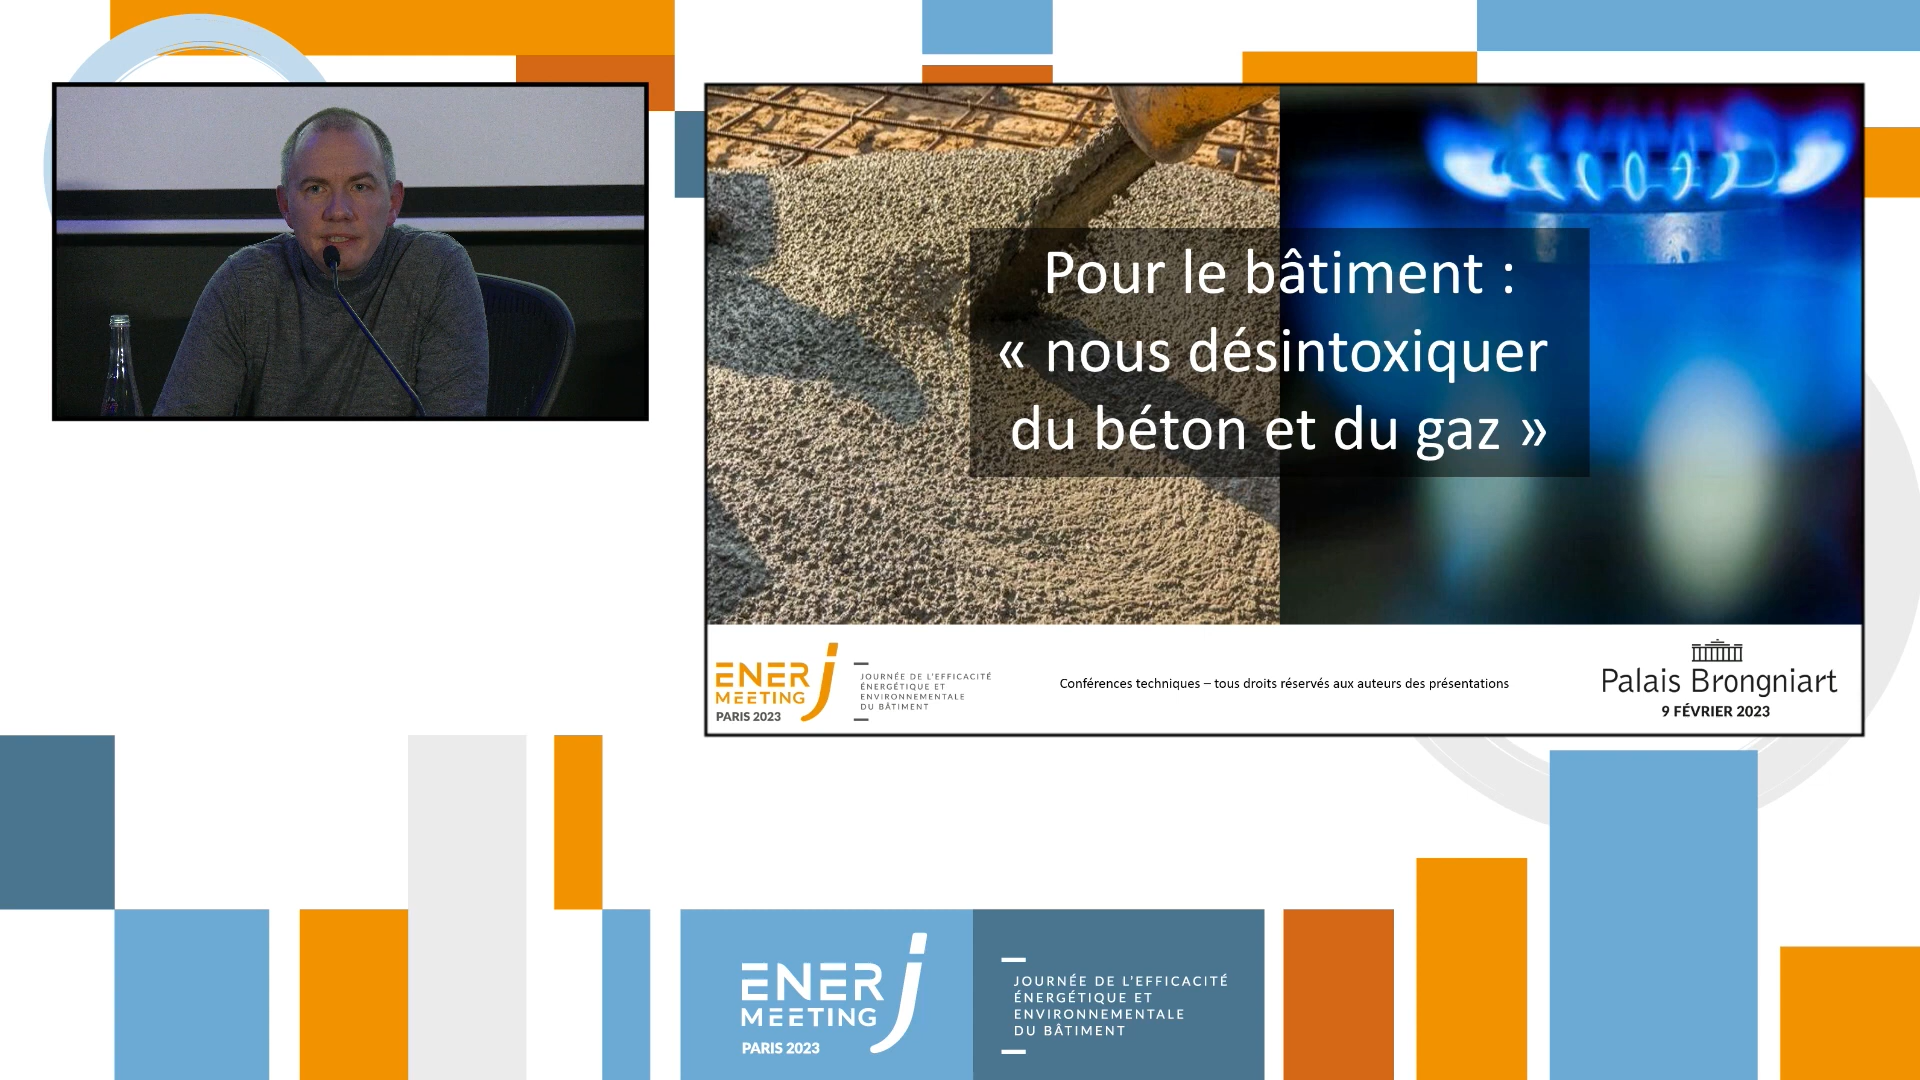 Pour le bâtiment :
« nous désintoxiquer
du béton et du gaz »
ENER J
MEETING
PARIS 2023
JOURNÉE DE L'EFFICACITÉ
ÉNERGÉTIQUE ET
ENVIRONNEMENTALE
DU BÂTIMENT
Conférences techniques – tous droits réservés aux auteurs des présentations
Palais Brongniart
9 FÉVRIER 2023
ENER J
MEETING
PARIS 2023
JOURNÉE DE L'EFFICACITÉ
ÉNERGÉTIQUE ET
ENVIRONNEMENTALE
DU BÂTIMENT